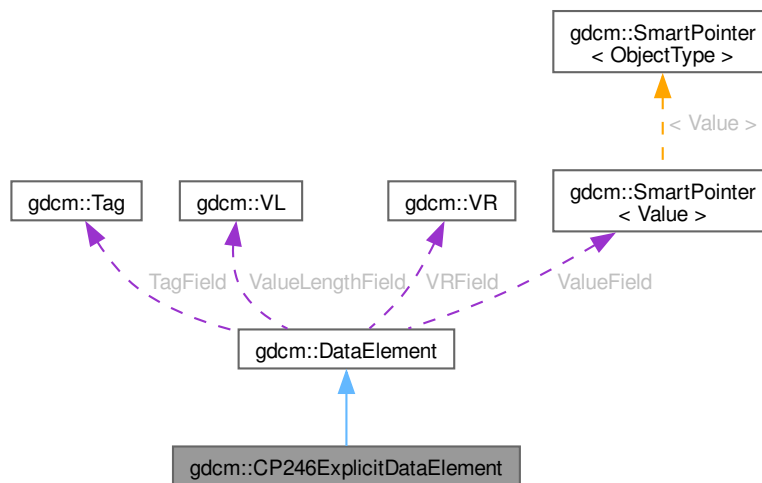 gdcm::SmartPointer
< ObjectType >
< Value >
gdcm::Tag
gdcm::VL
gdcm::VR
gdcm::SmartPointer
< Value >
TagField
ValueLengthField
VRField
ValueField
gdcm::DataElement
gdcm::CP246ExplicitDataElement